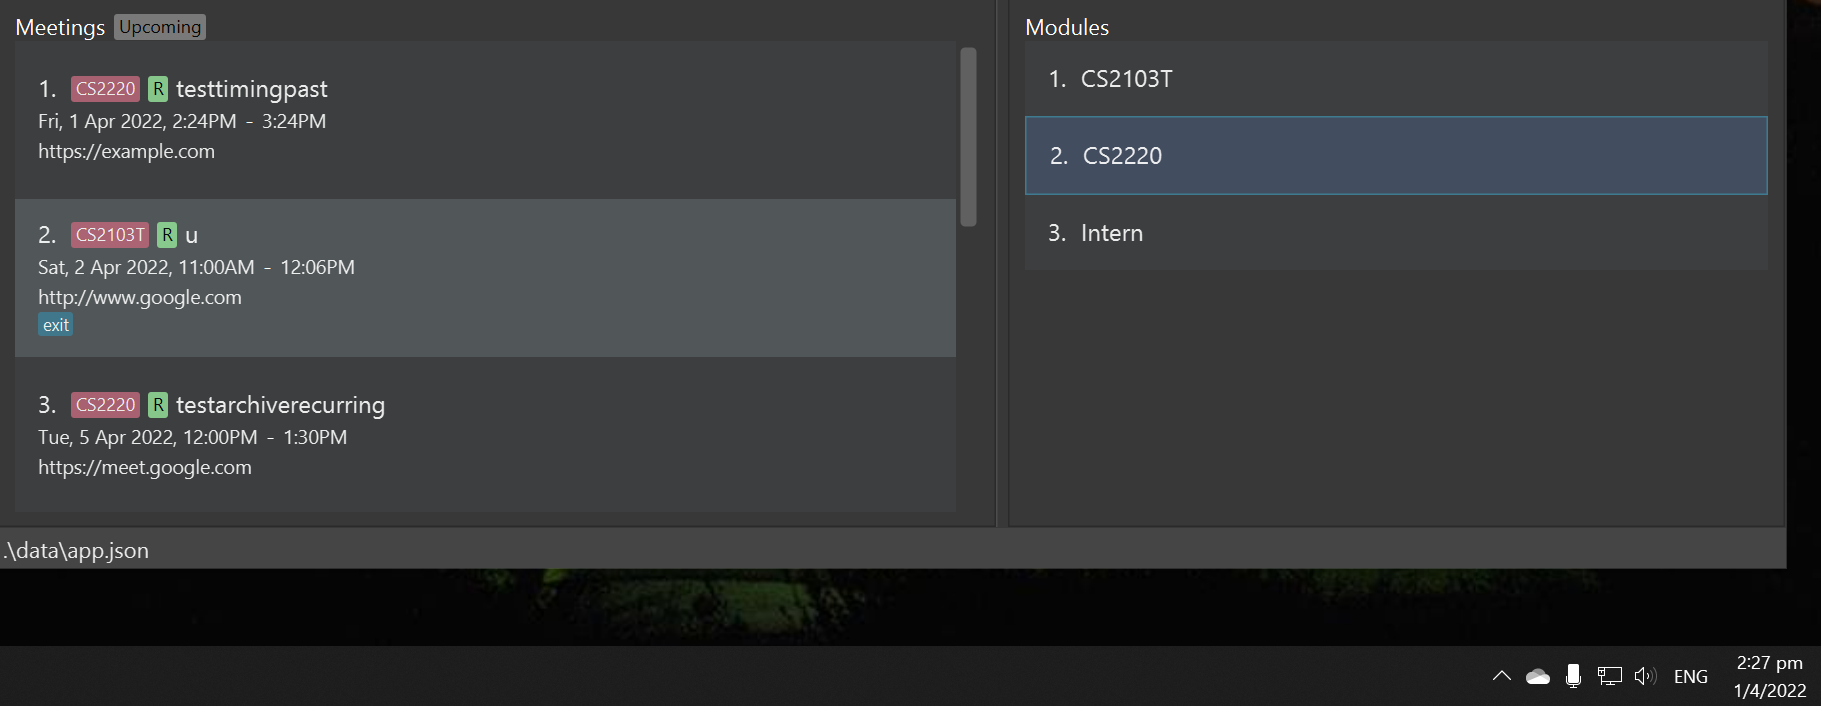 Meetings Upcoming
1. CS2220 R testtimingpast
Fri, 1 Apr 2022, 2:24PM - 3:24PM
https://example.com
2. CS2103T R u
Sat, 2 Apr 2022, 11:00AM - 12:06PM
http://www.google.com
exit
3. CS2220 R testarchiverecurring
Tue, 5 Apr 2022, 12:00PM - 1:30PM
https://meet.google.com
Modules
1. CS2103T
2. CS2220
3. Intern
.\data\app.json
ENG
2:27 pm
1/4/2022